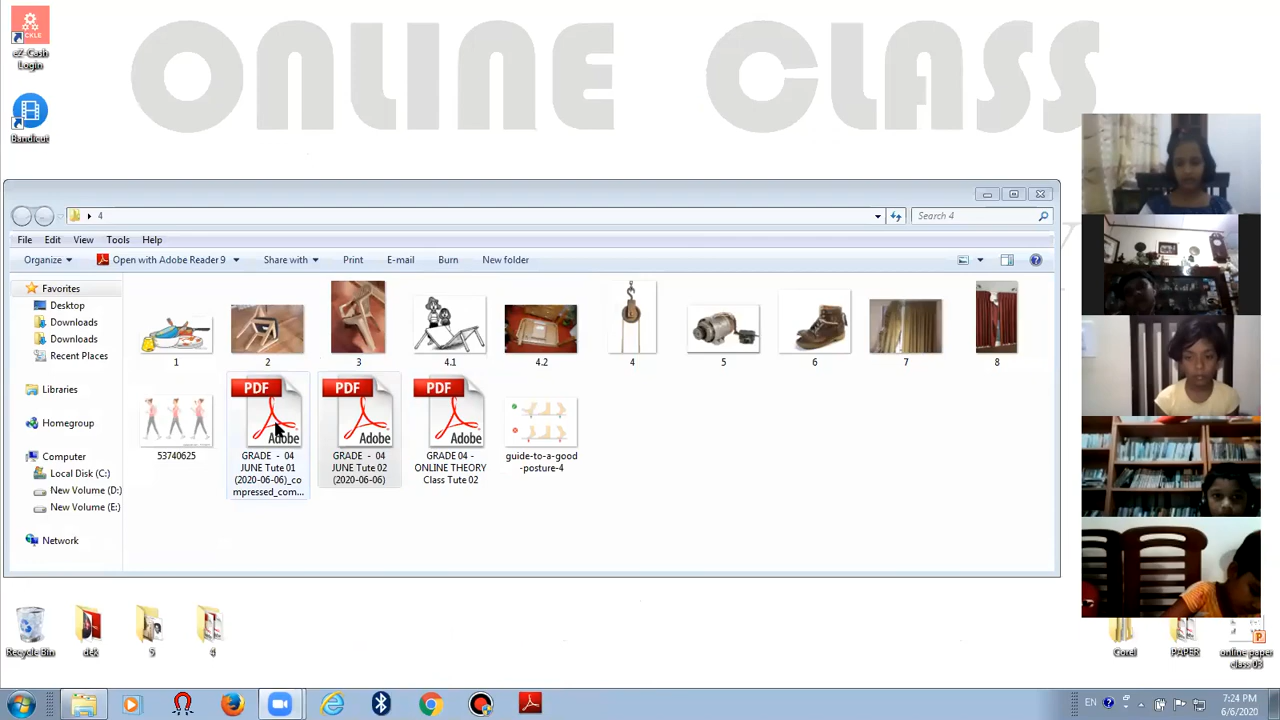 ONLINE CLASS
eZ-Cash
Login
Bandicut
4
Search 4
File Edit View Tools Help
Organize Open with Adobe Reader 9 Share with Print E-mail Burn New folder
Favorites
Desktop
Downloads
Downloads
Recent Places
Libraries
Homegroup
Computer
Local Disk (C:)
New Volume (D:)
New Volume (E:)
Network
1 2 3 4.1 4.2 4 5 6 7 8
53740625
PDF
Adobe
GRADE - 04
JUNE Tute 01
(2020-06-06)_co
mpressed_com...
PDF
Adobe
GRADE - 04
JUNE Tute 02
(2020-06-06)
PDF
Adobe
GRADE 04 -
ONLINE THEORY
Class Tute 02
guide-to-a-good
-posture-4
Recycle Bin
dek
5
4
Corel
PAPER
online paper
class 03
EN
7:24 PM
6/6/2020